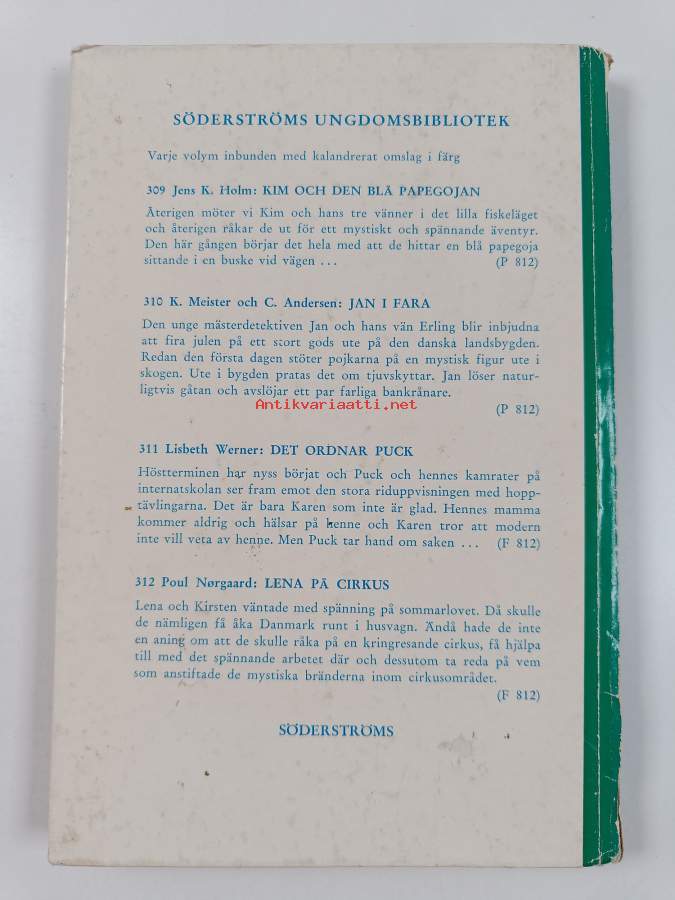 SÖDERSTRÖMS UNGDOMSBIBLIOTEK
Varje volym inbunden med kalandrerat omslag i färg
309 Jens K. Holm: KIM OCH DEN BLÅ PAPEGOJAN
Återigen möter vi Kim och hans tre vänner i det lilla fiskeläget
och återigen råkar de ut för ett mystiskt och spännande äventyr.
Den här gången börjar det hela med att de hittar en blå papegoja
sittande i en buske vid vägen ... (P 812)
310 K. Meister och C. Andersen: JAN I FARA
Den unge mästerdetektiven Jan och hans vän Erling blir inbjudna
att fira julen på ett stort gods ute på den danska landsbygden.
Redan den första dagen stöter pojkarna på en mystisk figur ute i
skogen. Ute i bygden pratas det om tjuvskyttar. Jan löser natur-
ligtvis gåtan och avslöjar ett par farliga bankrånare.
Antikvariaatti.net
(P 812)
311 Lisbeth Werner: DET ORDNAR PUCK
Höstterminen har nyss börjat och Puck och hennes kamrater på
internatskolan ser fram emot den stora riduppvisningen med hopp-
tävlingarna. Det är bara Karen som inte är glad. Hennes mamma
kommer aldrig och hälsar på henne och Karen tror att modern
inte vill veta av henne. Men Puck tar hand om saken ... (F 812)
312 Poul Nørgaard: LENA PÅ CIRKUS
Lena och Kirsten väntade med spänning på sommarlovet. Då skulle
de nämligen få åka Danmark runt i husvagn. Ändå hade de inte
en aning om att de skulle råka på en kringresande cirkus, få hjälpa
till med det spännande arbetet där och dessutom ta reda på vem
som anstiftade de mystiska bränderna inom cirkusområdet.
(F 812)
SÖDERSTRÖMS